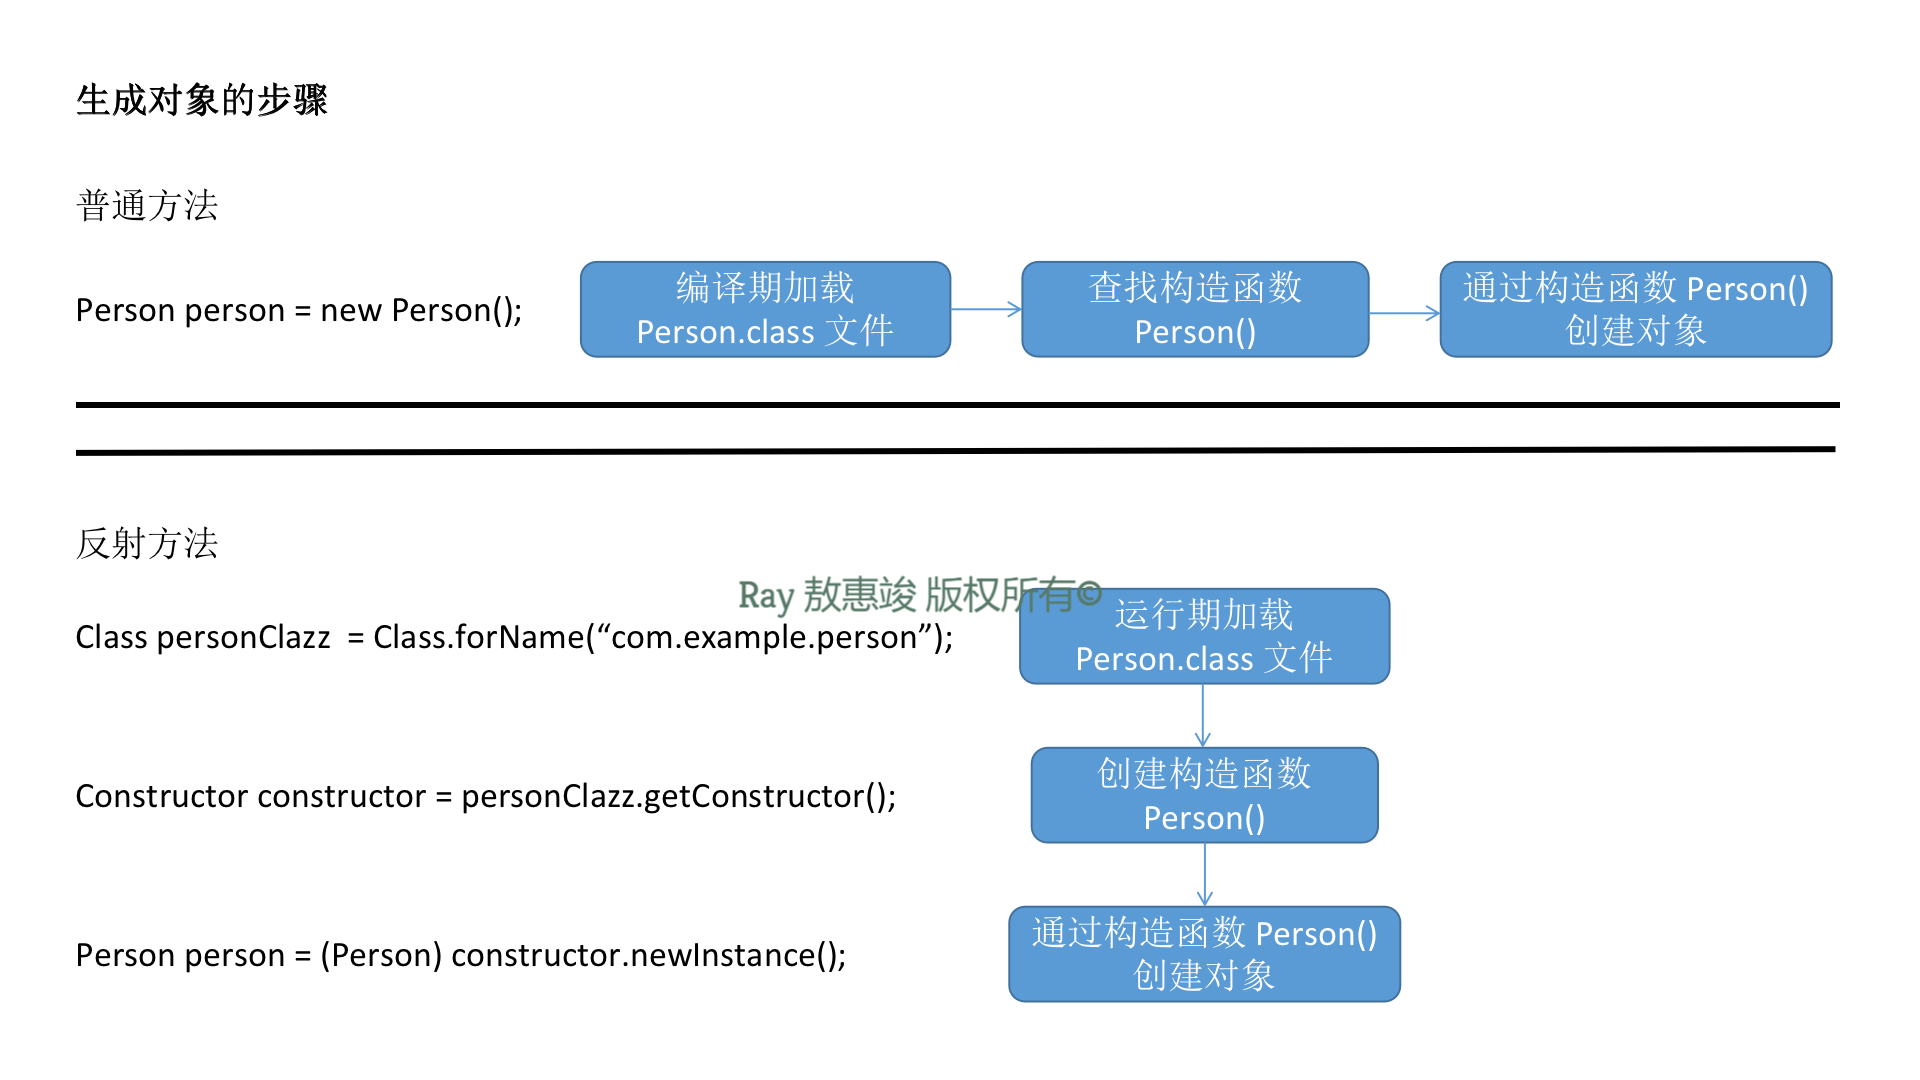 生成对象的步骤
普通方法
Person person = new Person();
编译期加载
Person.class 文件
查找构造函数
Person()
通过构造函数 Person()
创建对象
反射方法
Ray 敖惠竣 版权所有©
Class personClazz  = Class.forName(“com.example.person”);
运行期加载
Person.class 文件
Constructor constructor = personClazz.getConstructor();
创建构造函数
Person()
Person person = (Person) constructor.newInstance();
通过构造函数 Person()
创建对象